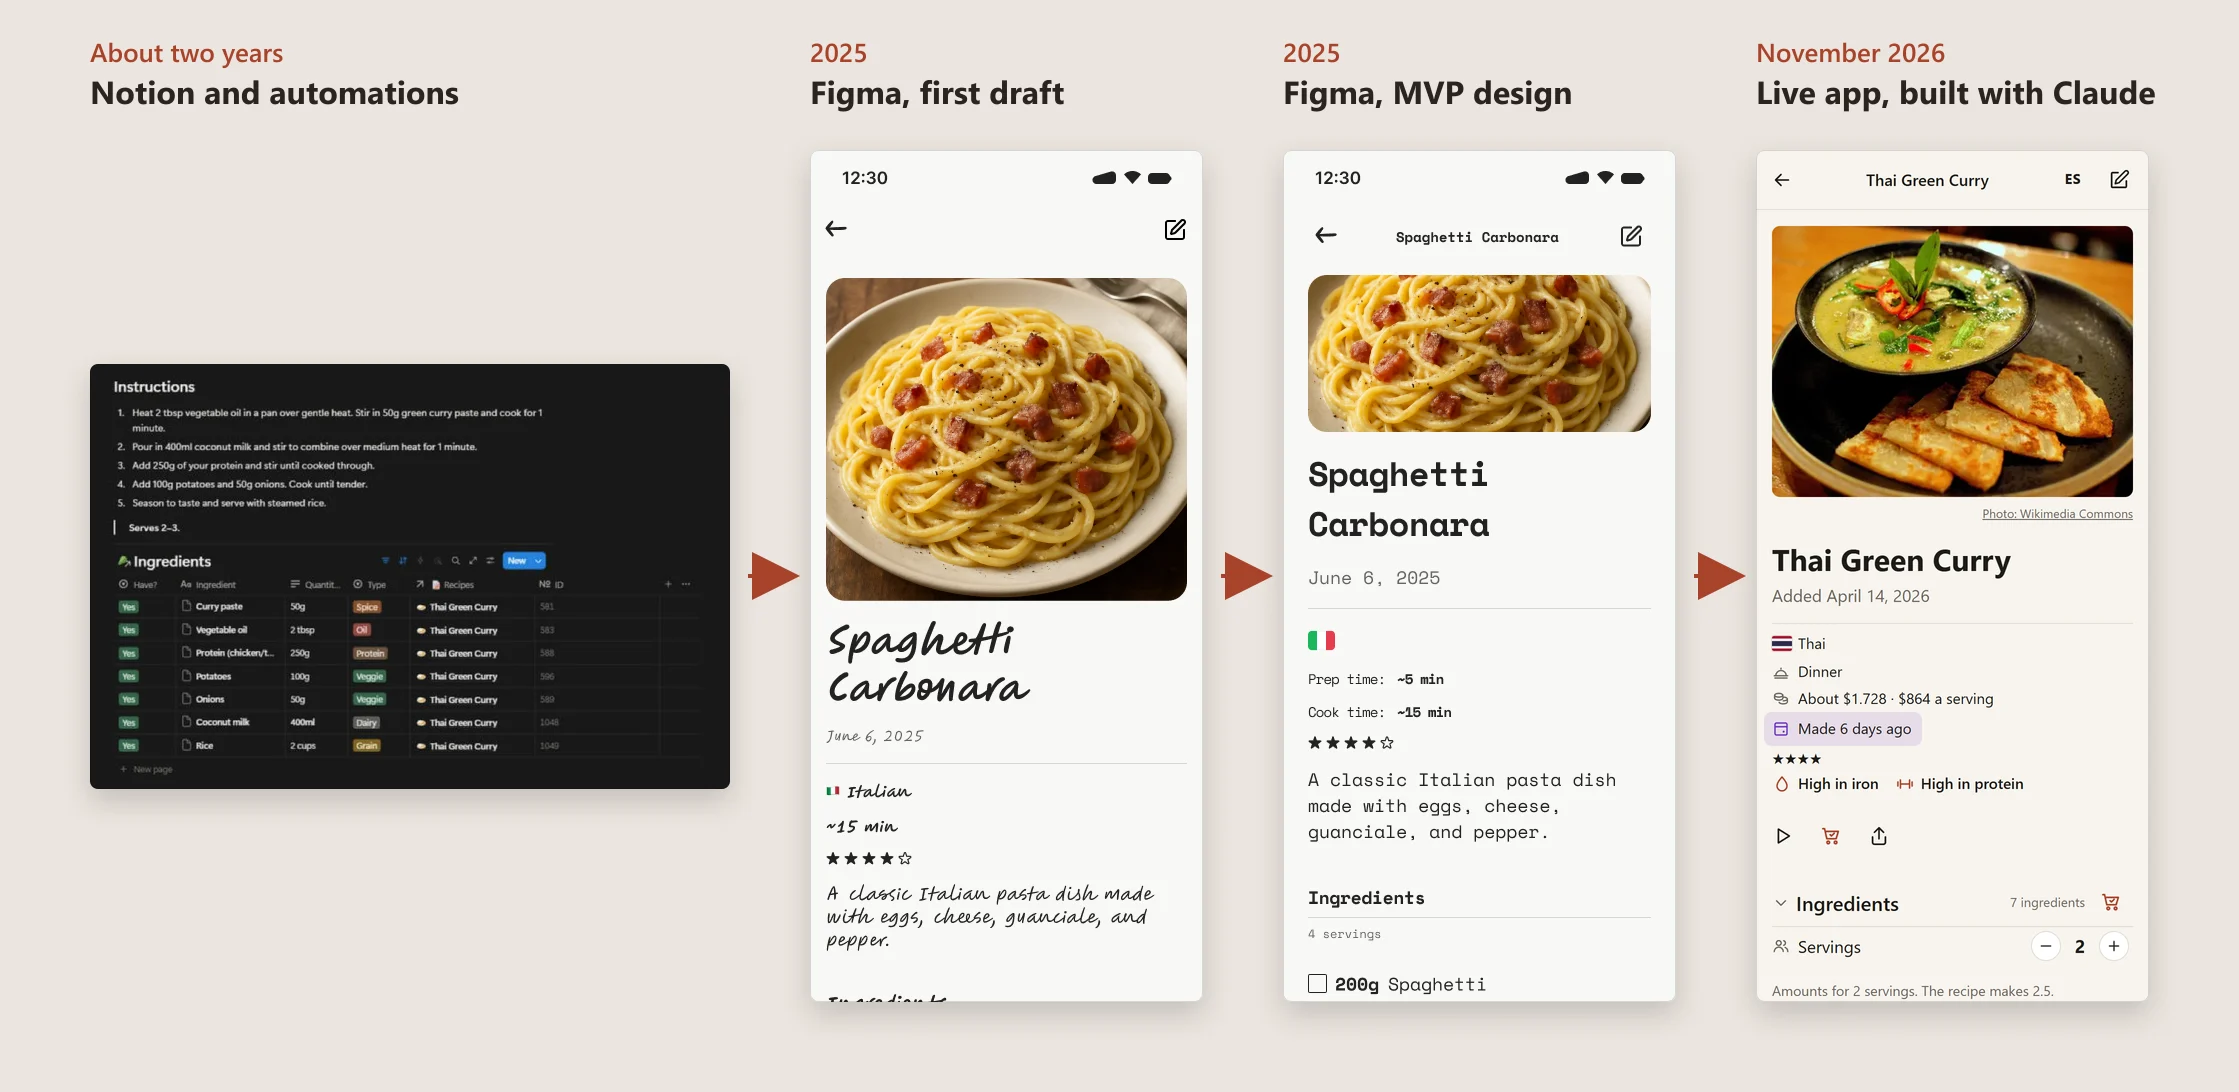 About two years
Notion and automations
Instructions
1. Heat 2 tbsp vegetable oil in a pan over gentle heat. Stir in 50g green curry paste and cook for 1
minute.
2. Pour in 400ml coconut milk and stir to combine over medium heat for 1 minute.
3. Add 250g of your protein and stir until cooked through.
4. Add 100g potatoes and 50g onions. Cook until tender.
5. Season to taste and serve with steamed rice.
Serves 2–3.
Ingredients
New
Have? Aa Ingredient Quantit... Type Recipes Nº ID
Yes Curry paste 50g Spice Thai Green Curry 581
Yes Vegetable oil 2 tbsp Oil Thai Green Curry 583
Yes Protein (chicken/t... 250g Protein Thai Green Curry 588
Yes Potatoes 100g Veggie Thai Green Curry 596
Yes Onions 50g Veggie Thai Green Curry 589
Yes Coconut milk 400ml Dairy Thai Green Curry 1048
Yes Rice 2 cups Grain Thai Green Curry 1049
+ New page
2025
Figma, first draft
12:30
Spaghetti
Carbonara
June 6, 2025
Italian
~15 min
A classic Italian pasta dish made
with eggs, cheese, guanciale, and
pepper.
Ingredients
2025
Figma, MVP design
12:30
Spaghetti Carbonara
Spaghetti
Carbonara
June 6, 2025
Prep time: ~5 min
Cook time: ~15 min
A classic Italian pasta dish
made with eggs, cheese,
guanciale, and pepper.
Ingredients
4 servings
200g Spaghetti
November 2026
Live app, built with Claude
Thai Green Curry ES
Photo: Wikimedia Commons
Thai Green Curry
Added April 14, 2026
Thai
Dinner
About $1.728 · $864 a serving
Made 6 days ago
High in iron High in protein
Ingredients 7 ingredients
Servings − 2 +
Amounts for 2 servings. The recipe makes 2.5.